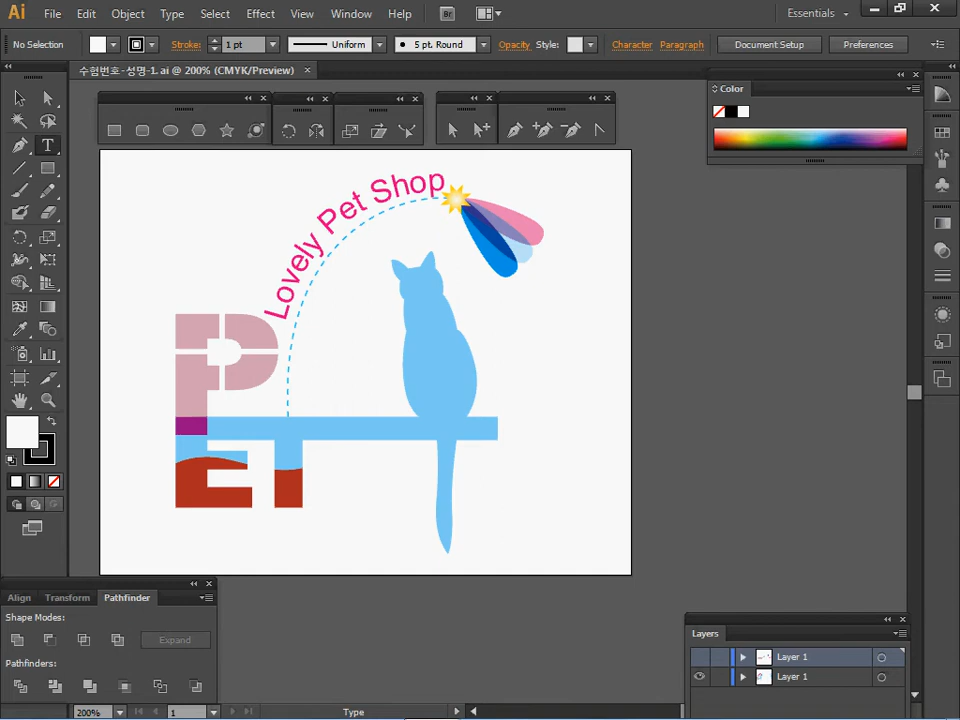 Ai File Edit Object Type Select Effect View Window Help Br Essentials
No Selection Stroke: 1 pt Uniform 5 pt. Round Opacity Style: Character Paragraph Document Setup Preferences
수험번호-성명-1.ai @ 200% (CMYK/Preview)
Color
Lovely Pet Shop
P
ET
Align Transform Pathfinder
Shape Modes:
Expand
Pathfinders:
Layers
Layer 1
Layer 1
200% 1 Type